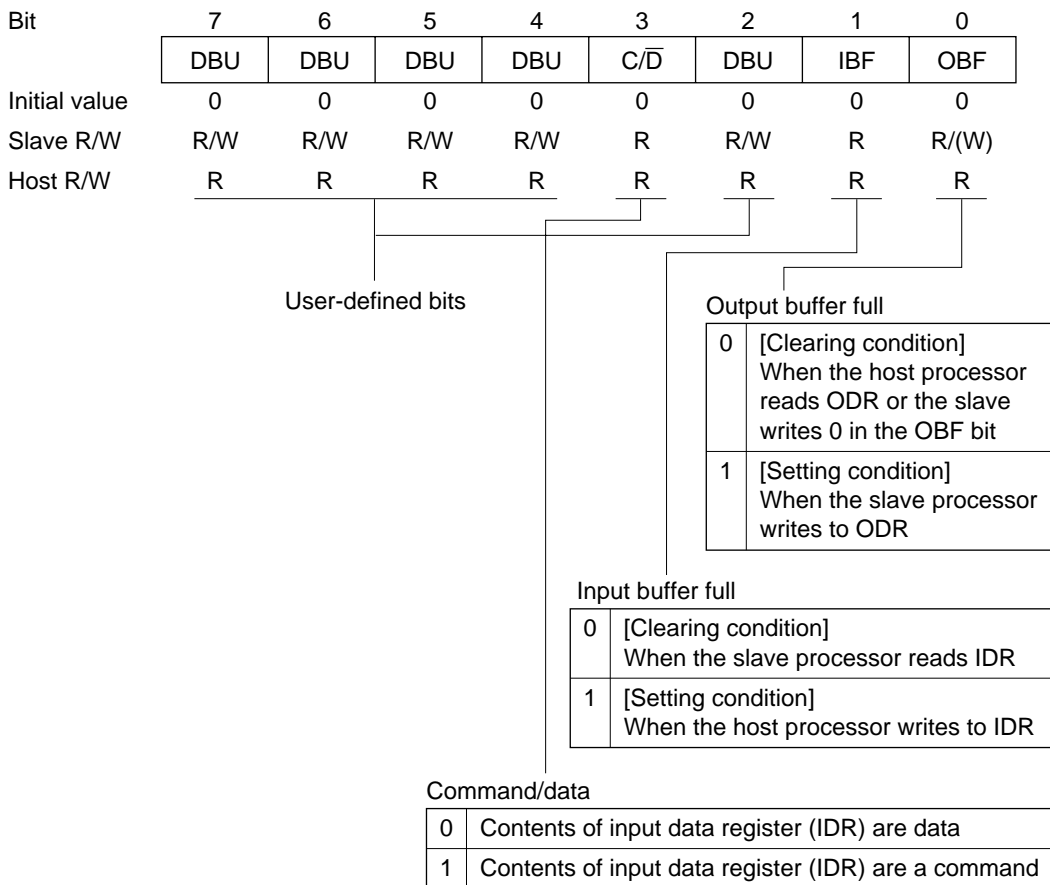 Bit 7 6 5 4 3 2 1 0
DBU DBU DBU DBU C/D̅ DBU IBF OBF
Initial value 0 0 0 0 0 0 0 0
Slave R/W R/W R/W R/W R/W R R/W R R/(W)
Host R/W R R R R R R R R
User-defined bits
Output buffer full
0 [Clearing condition]
When the host processor
reads ODR or the slave
writes 0 in the OBF bit
1 [Setting condition]
When the slave processor
writes to ODR
Input buffer full
0 [Clearing condition]
When the slave processor reads IDR
1 [Setting condition]
When the host processor writes to IDR
Command/data
0 Contents of input data register (IDR) are data
1 Contents of input data register (IDR) are a command